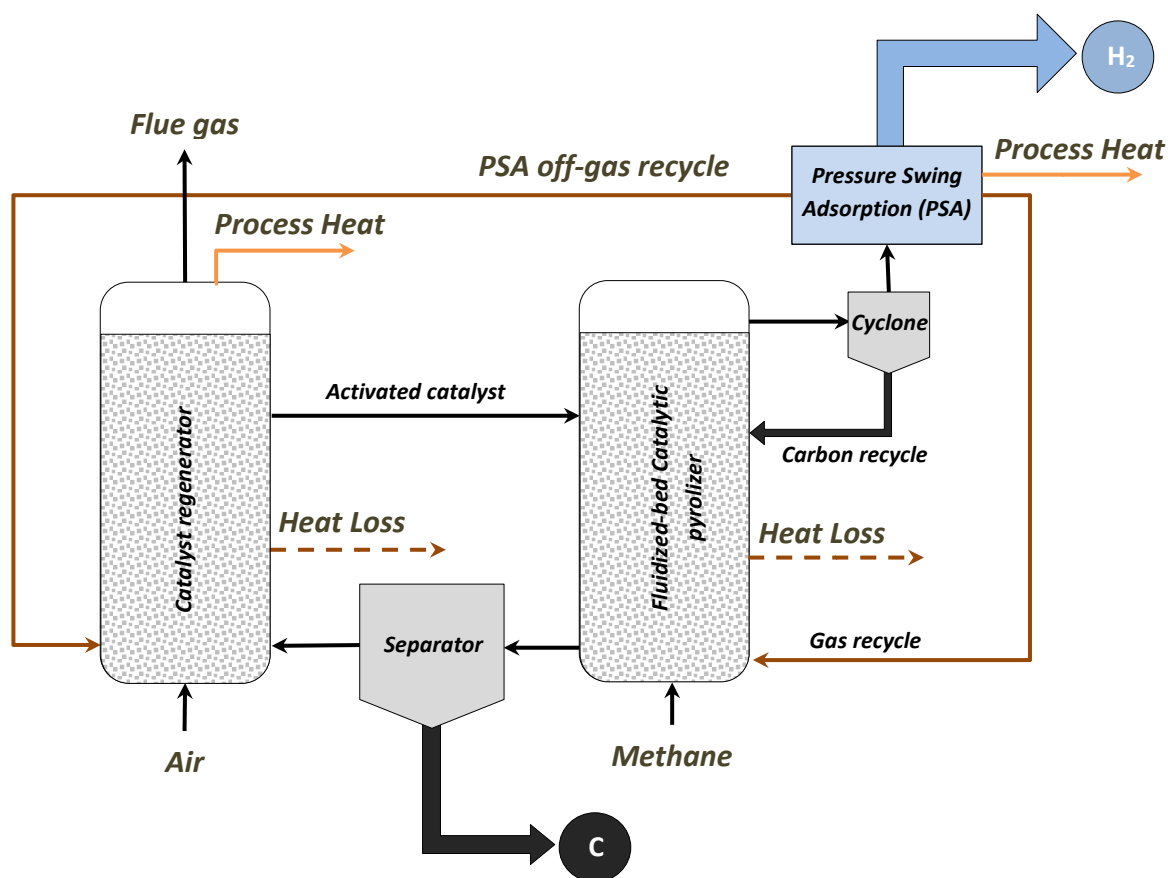 H₂
Flue gas
PSA off-gas recycle
Process Heat
Pressure Swing
Adsorption (PSA)
Process Heat
Cyclone
Activated catalyst
Carbon recycle
Catalyst regenerator
Fluidized-bed Catalytic
pyrolizer
Heat Loss
Heat Loss
Separator
Gas recycle
Air
Methane
C